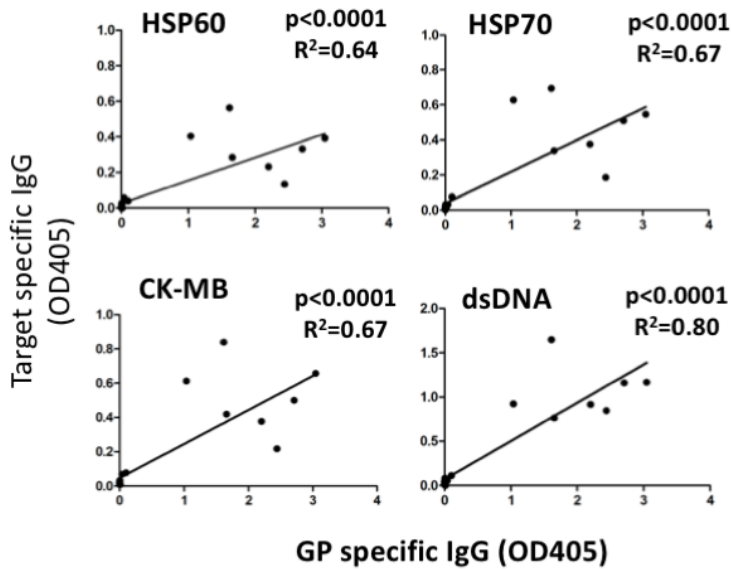 HSP60
p<0.0001
R²=0.64
1.0
0.8
0.6
0.4
0.2
0.0
0 1 2 3 4
HSP70
p<0.0001
R²=0.67
1.0
0.8
0.6
0.4
0.2
0.0
0 1 2 3 4
Target specific IgG
(OD405)
CK-MB
p<0.0001
R²=0.67
1.0
0.8
0.6
0.4
0.2
0.0
0 1 2 3 4
dsDNA
p<0.0001
R²=0.80
2.0
1.5
1.0
0.5
0.0
0 1 2 3 4
GP specific IgG (OD405)